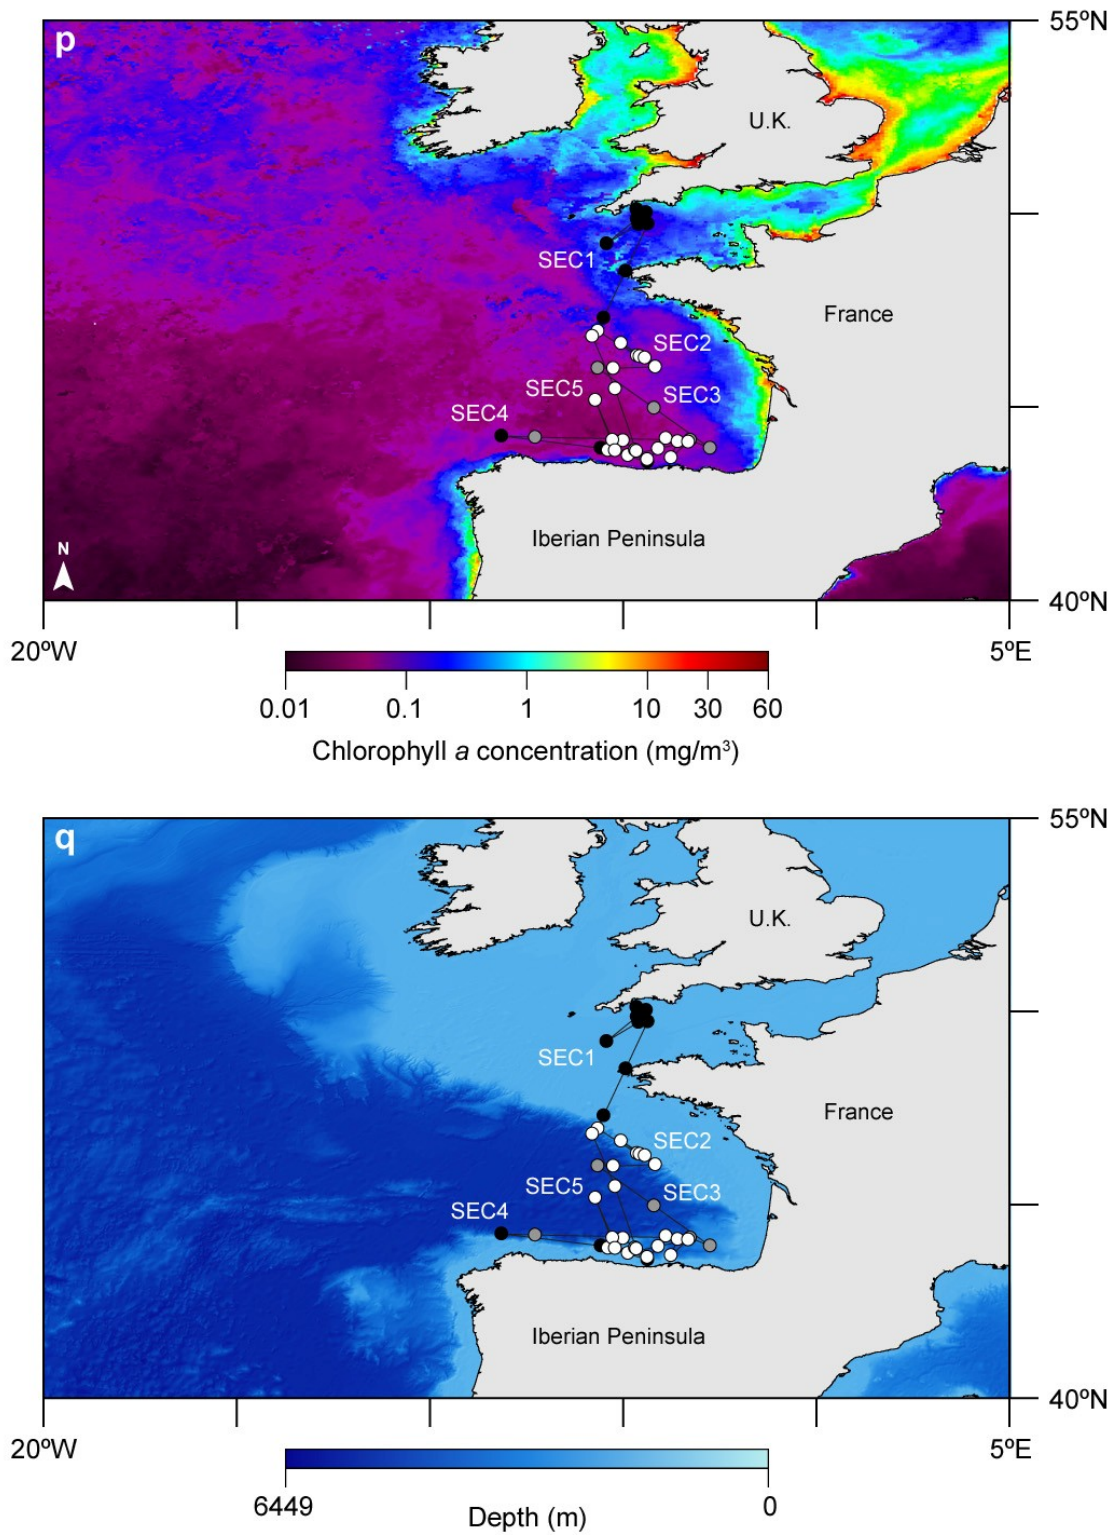 p
55ºN
U.K.
SEC1
France
SEC2
SEC5
SEC3
SEC4
Iberian Peninsula
N
40ºN
20ºW
5ºE
0.01 0.1 1 10 30 60
Chlorophyll a concentration (mg/m³)
q
55ºN
U.K.
SEC1
France
SEC2
SEC5
SEC3
SEC4
Iberian Peninsula
40ºN
20ºW
5ºE
6449 0
Depth (m)